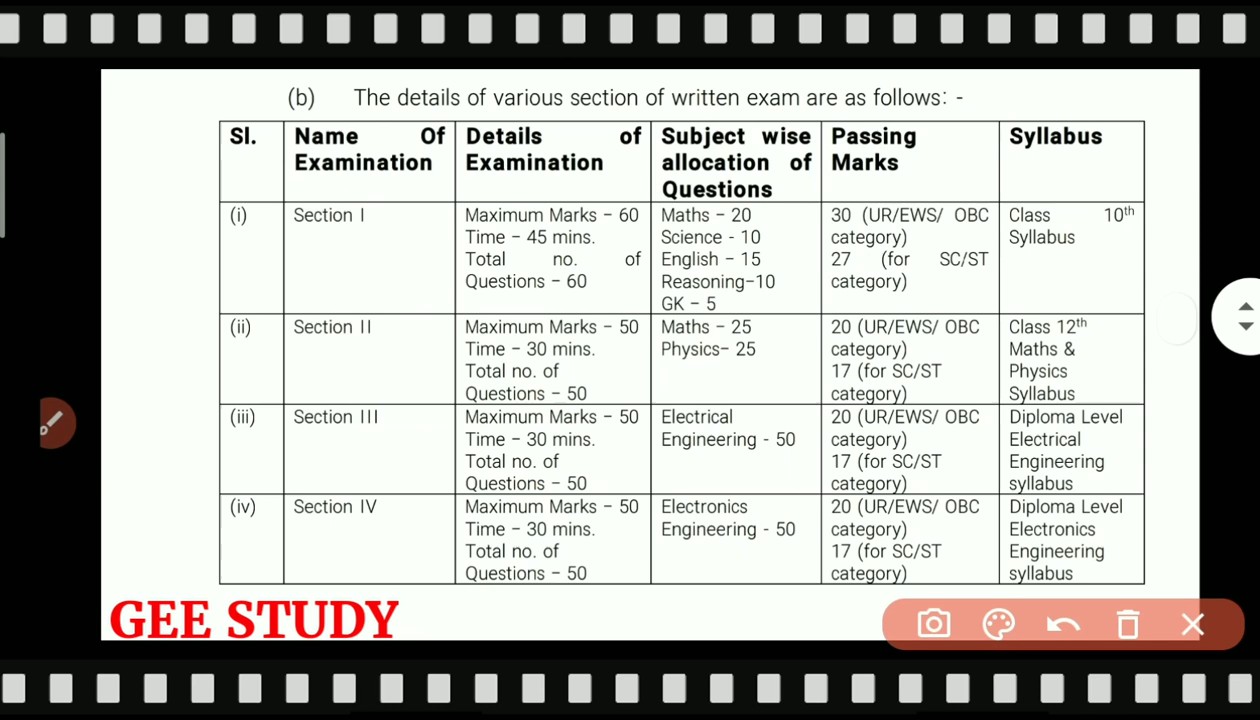 (b) The details of various section of written exam are as follows: -
Sl.
Name Of
Examination
Details of
Examination
Subject wise
allocation of
Questions
Passing
Marks
Syllabus
(i)
Section I
Maximum Marks - 60
Time - 45 mins.
Total no. of
Questions - 60
Maths - 20
Science - 10
English - 15
Reasoning-10
GK - 5
30 (UR/EWS/ OBC
category)
27 (for SC/ST
category)
Class 10th
Syllabus
(ii)
Section II
Maximum Marks - 50
Time - 30 mins.
Total no. of
Questions - 50
Maths - 25
Physics- 25
20 (UR/EWS/ OBC
category)
17 (for SC/ST
category)
Class 12th
Maths &
Physics
Syllabus
(iii)
Section III
Maximum Marks - 50
Time - 30 mins.
Total no. of
Questions - 50
Electrical
Engineering - 50
20 (UR/EWS/ OBC
category)
17 (for SC/ST
category)
Diploma Level
Electrical
Engineering
syllabus
(iv)
Section IV
Maximum Marks - 50
Time - 30 mins.
Total no. of
Questions - 50
Electronics
Engineering - 50
20 (UR/EWS/ OBC
category)
17 (for SC/ST
category)
Diploma Level
Electronics
Engineering
syllabus
GEE STUDY